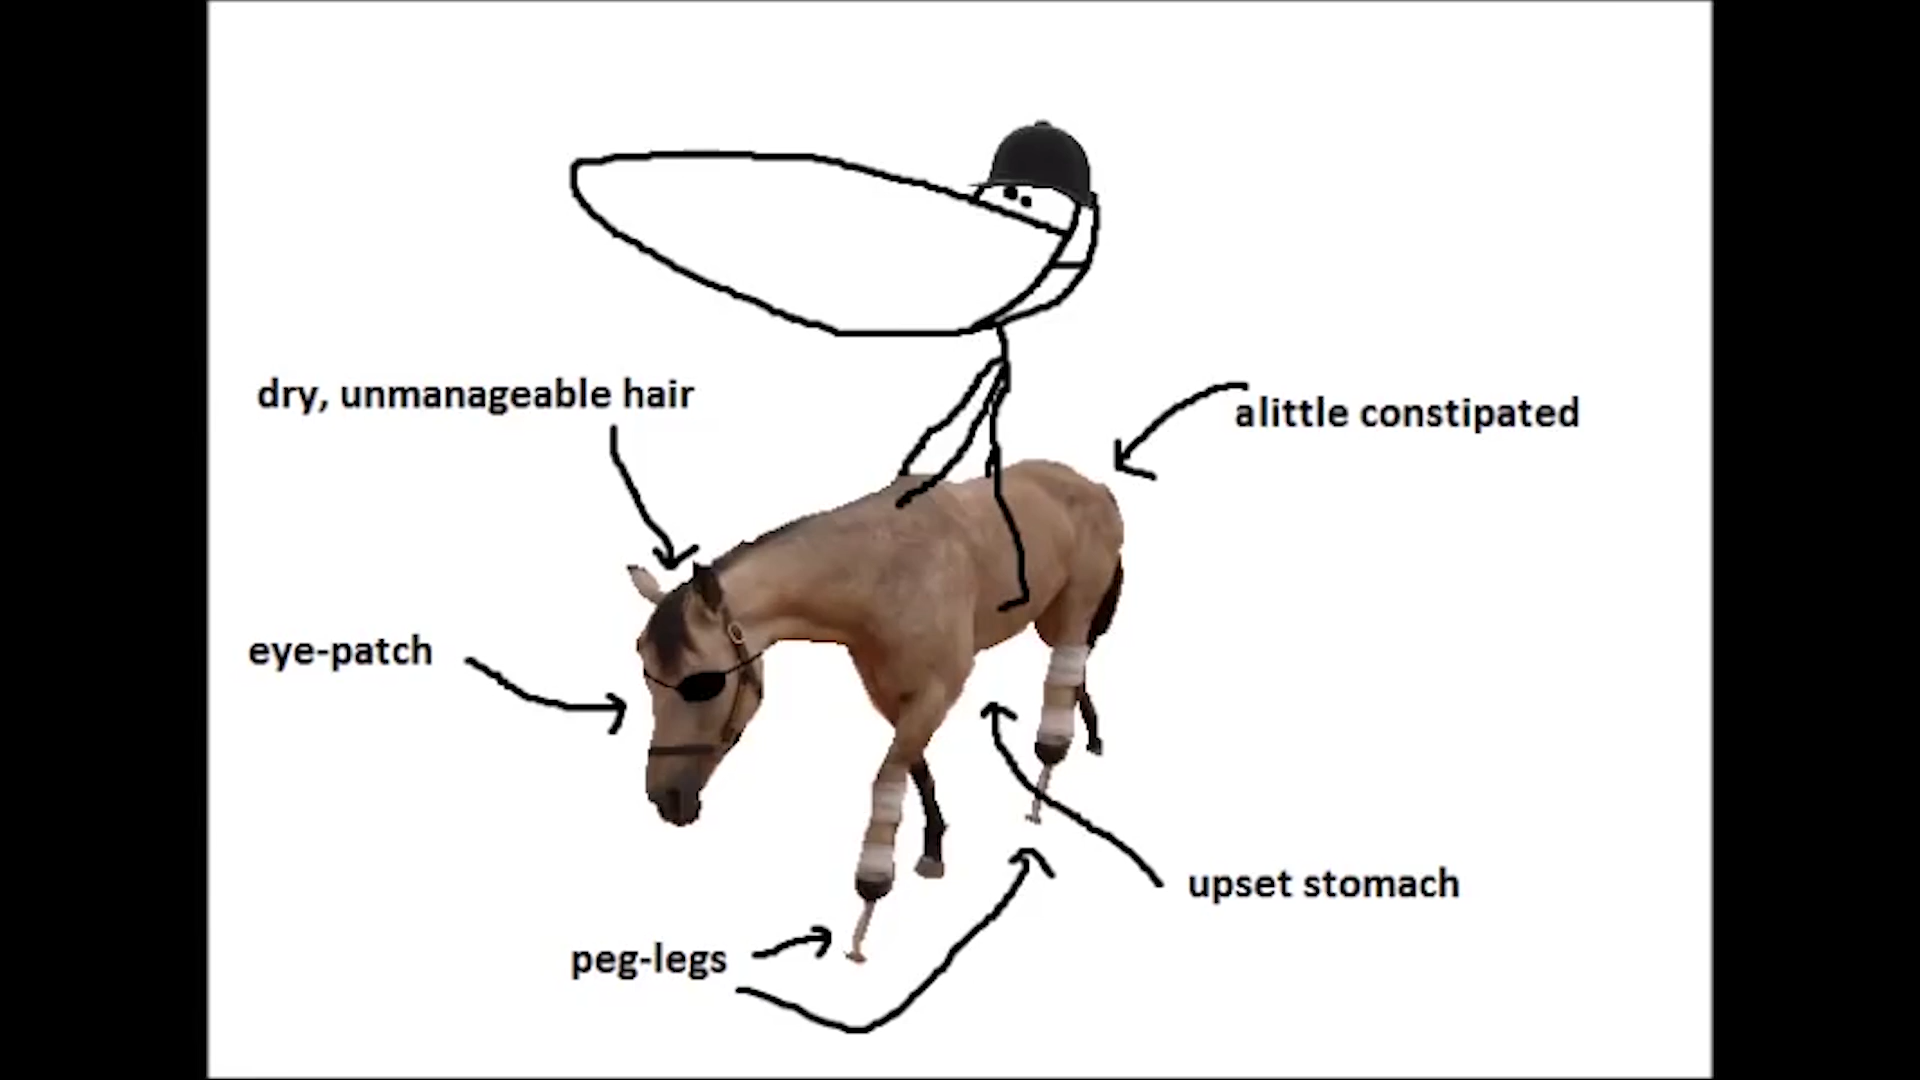 dry, unmanageable hair
alittle constipated
eye-patch
upset stomach
peg-legs